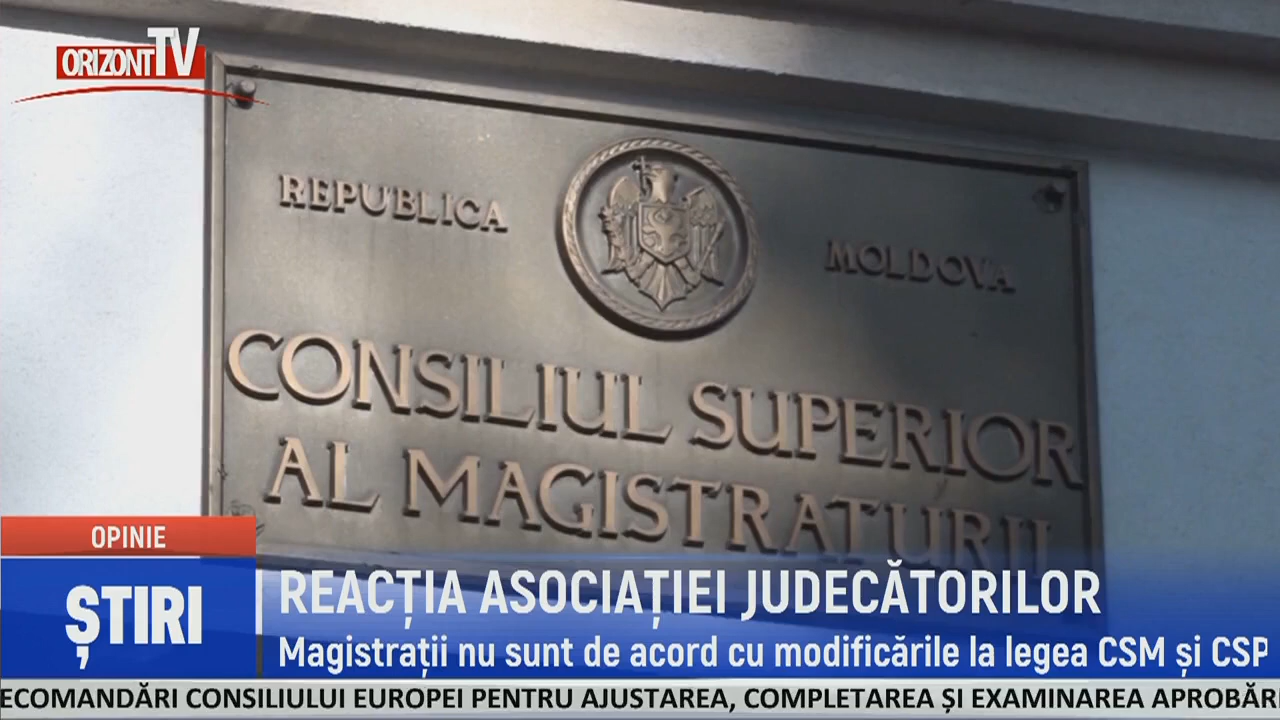 ORIZONT TV
REPUBLICA
MOLDOVA
CONSILIUL SUPERIOR
AL MAGISTRATURII
OPINIE
ȘTIRI
REACȚIA ASOCIAȚIEI JUDECĂTORILOR
Magistrații nu sunt de acord cu modificările la legea CSM și CSP
ECOMANDĂRI CONSILIULUI EUROPEI PENTRU AJUSTAREA, COMPLETAREA ȘI EXAMINAREA APROBĂR